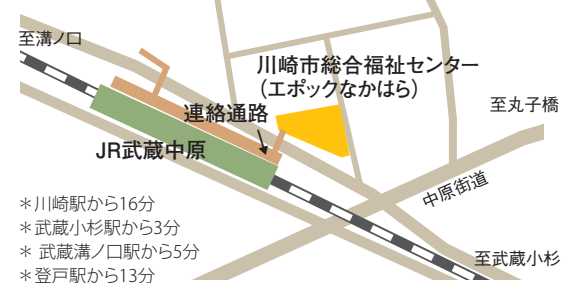 至溝ノ口
川崎市総合福祉センター
（エポックなかはら）
至丸子橋
連絡通路
JR武蔵中原
中原街道
＊川崎駅から16分
＊武蔵小杉駅から3分
＊ 武蔵溝ノ口駅から5分
＊登戸駅から13分
至武蔵小杉